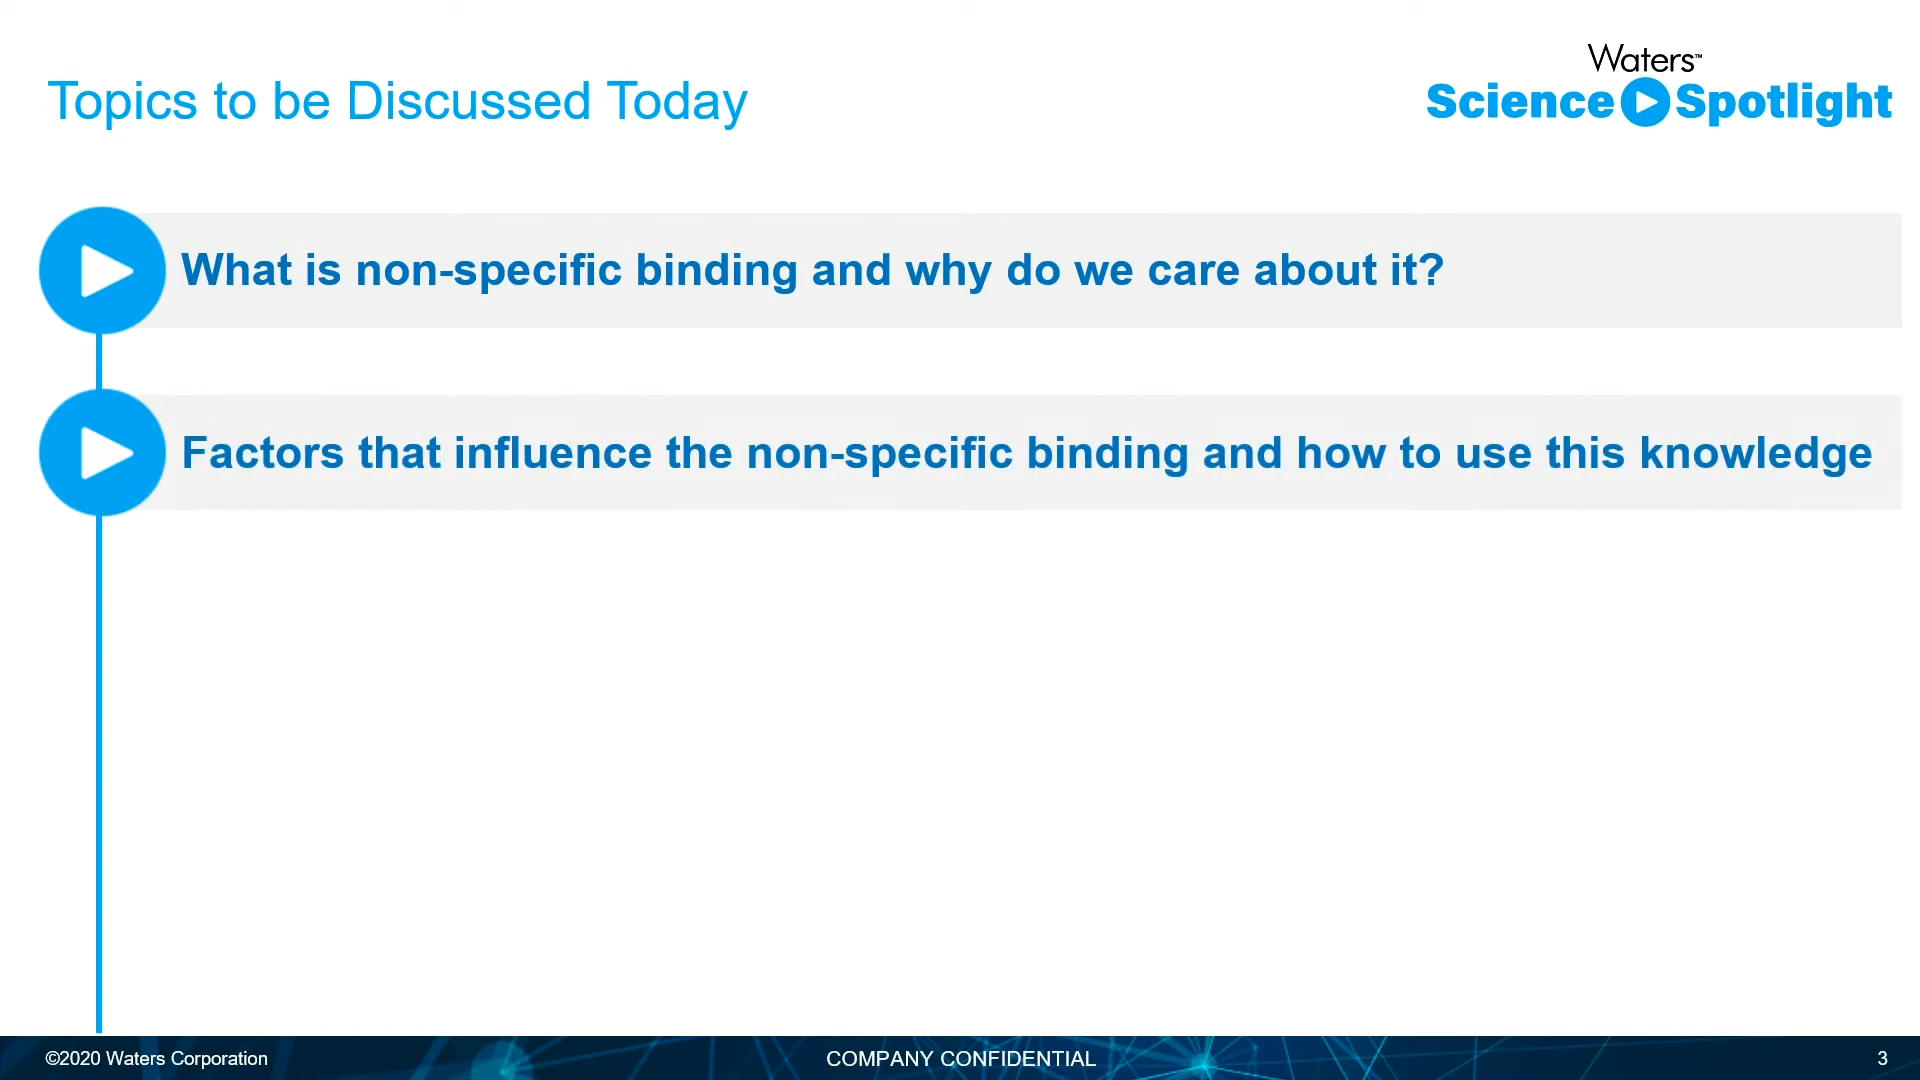 Waters™
Topics to be Discussed Today
Science Spotlight
What is non-specific binding and why do we care about it?
Factors that influence the non-specific binding and how to use this knowledge
©2020 Waters Corporation
COMPANY CONFIDENTIAL
3